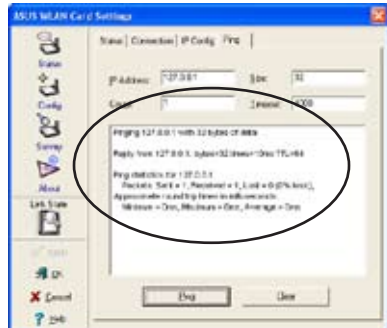 ASUS WLAN Card Settings
Status Connection IP Config Ping
Status
IP Address: 127.0.0.1 Size: 32
Config
Count: 1 Timeout: 4000
Survey
Pinging 127.0.0.1 with 32 bytes of data
Reply from 127.0.0.1: bytes=32 time<10ms TTL=64
About
Ping statistics for 127.0.0.1
Packets: Sent = 1, Received = 1, Lost = 0 (0% loss),
Link State
Approximate round trip times in milli-seconds:
Minimum = 0ms, Maximum = 0ms, Average = 0ms
OK
Cancel
Ping Clear
Help